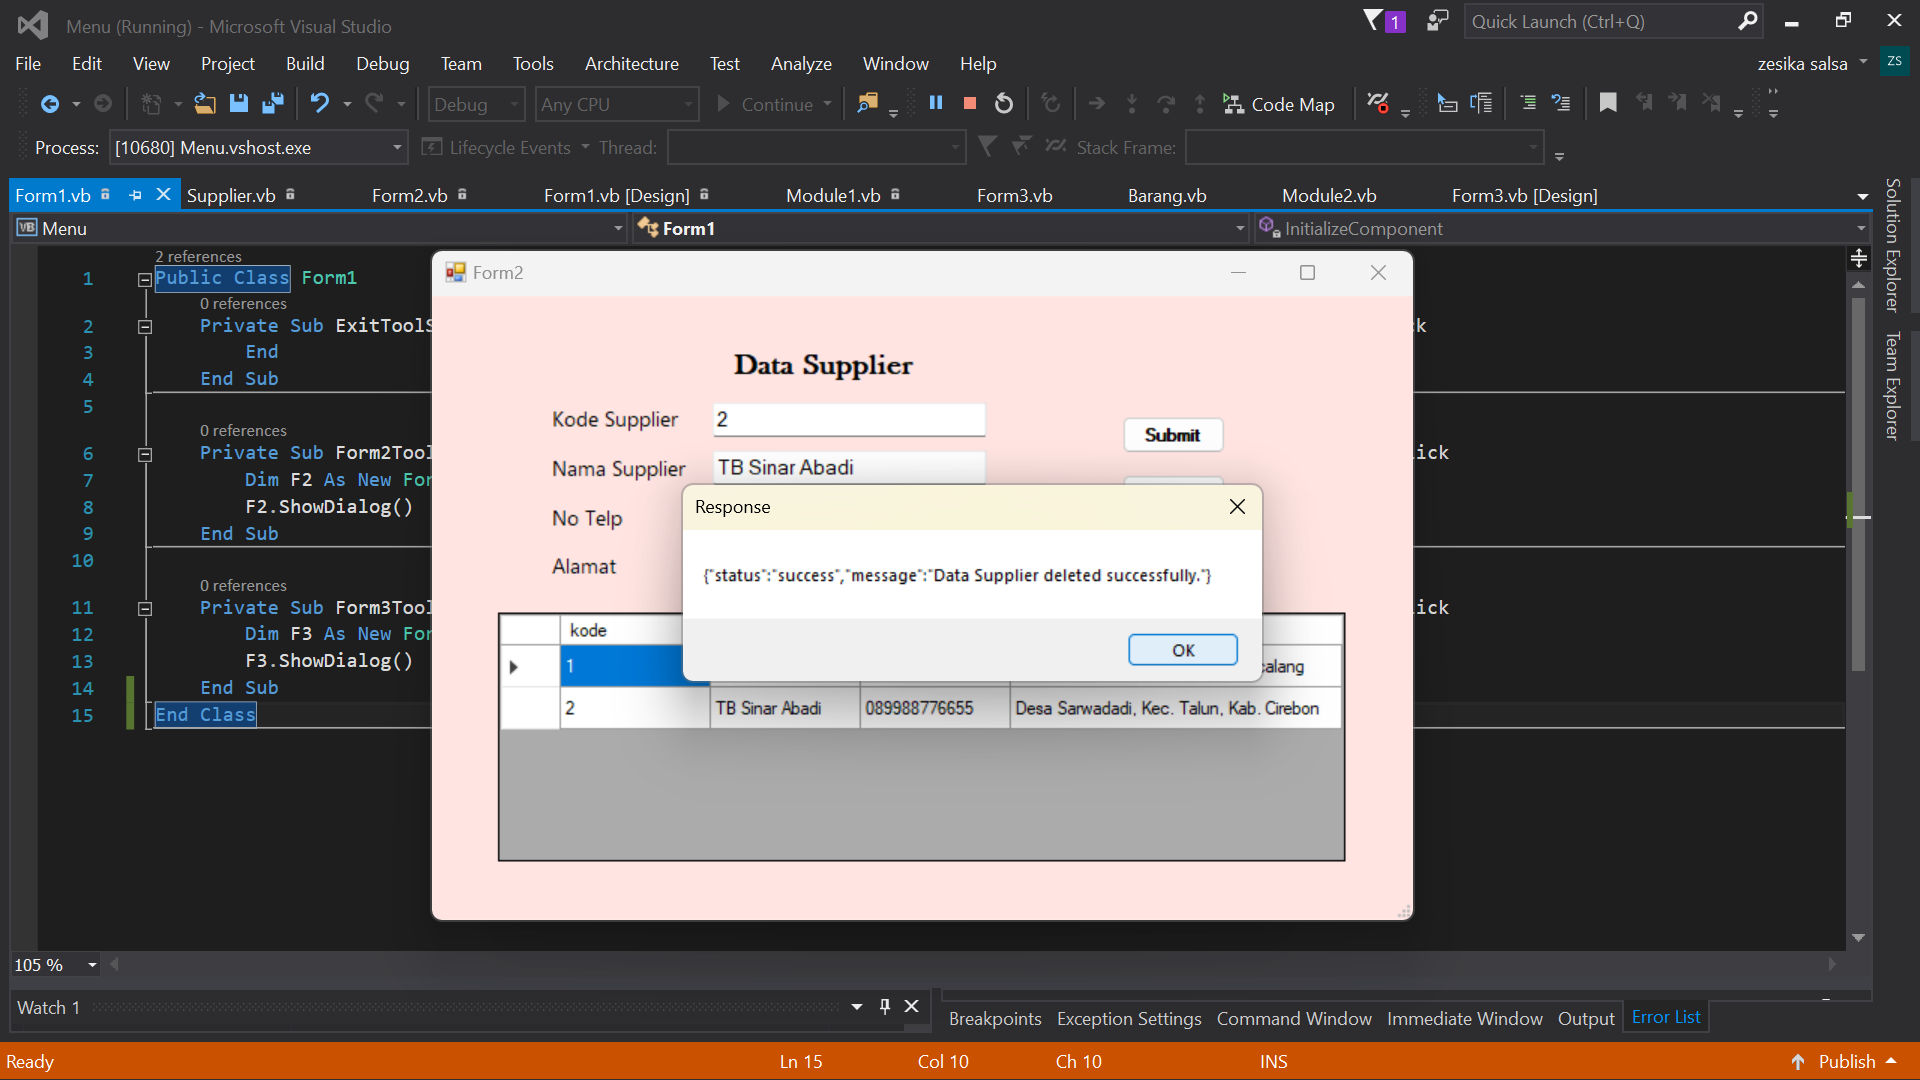 Menu (Running) - Microsoft Visual Studio
1
Quick Launch (Ctrl+Q)
File Edit View Project Build Debug Team Tools Architecture Test Analyze Window Help
zesika salsa
ZS
Debug
Any CPU
Continue
Code Map
Process:
[10680] Menu.vshost.exe
Lifecycle Events
Thread:
Stack Frame:
Form1.vb
Supplier.vb
Form2.vb
Form1.vb [Design]
Module1.vb
Form3.vb
Barang.vb
Module2.vb
Form3.vb [Design]
Solution Explorer
Team Explorer
VB Menu
Form1
InitializeComponent
2 references
1 Public Class Form1
0 references
2 Private Sub ExitToolS
ck
3 End
4 End Sub
5
0 references
6 Private Sub Form2Tool
ick
7 Dim F2 As New For
8 F2.ShowDialog()
9 End Sub
10
0 references
11 Private Sub Form3Tool
ick
12 Dim F3 As New For
13 F3.ShowDialog()
14 End Sub
15 End Class
Form2
Data Supplier
Kode Supplier 2
Submit
Nama Supplier TB Sinar Abadi
No Telp
Alamat
Response
{"status":"success","message":"Data Supplier deleted successfully."}
OK
kode
1
calang
2 TB Sinar Abadi 089988776655 Desa Sarwadadi, Kec. Talun, Kab. Cirebon
105 %
Watch 1
Breakpoints Exception Settings Command Window Immediate Window Output Error List
Ready
Ln 15
Col 10
Ch 10
INS
Publish